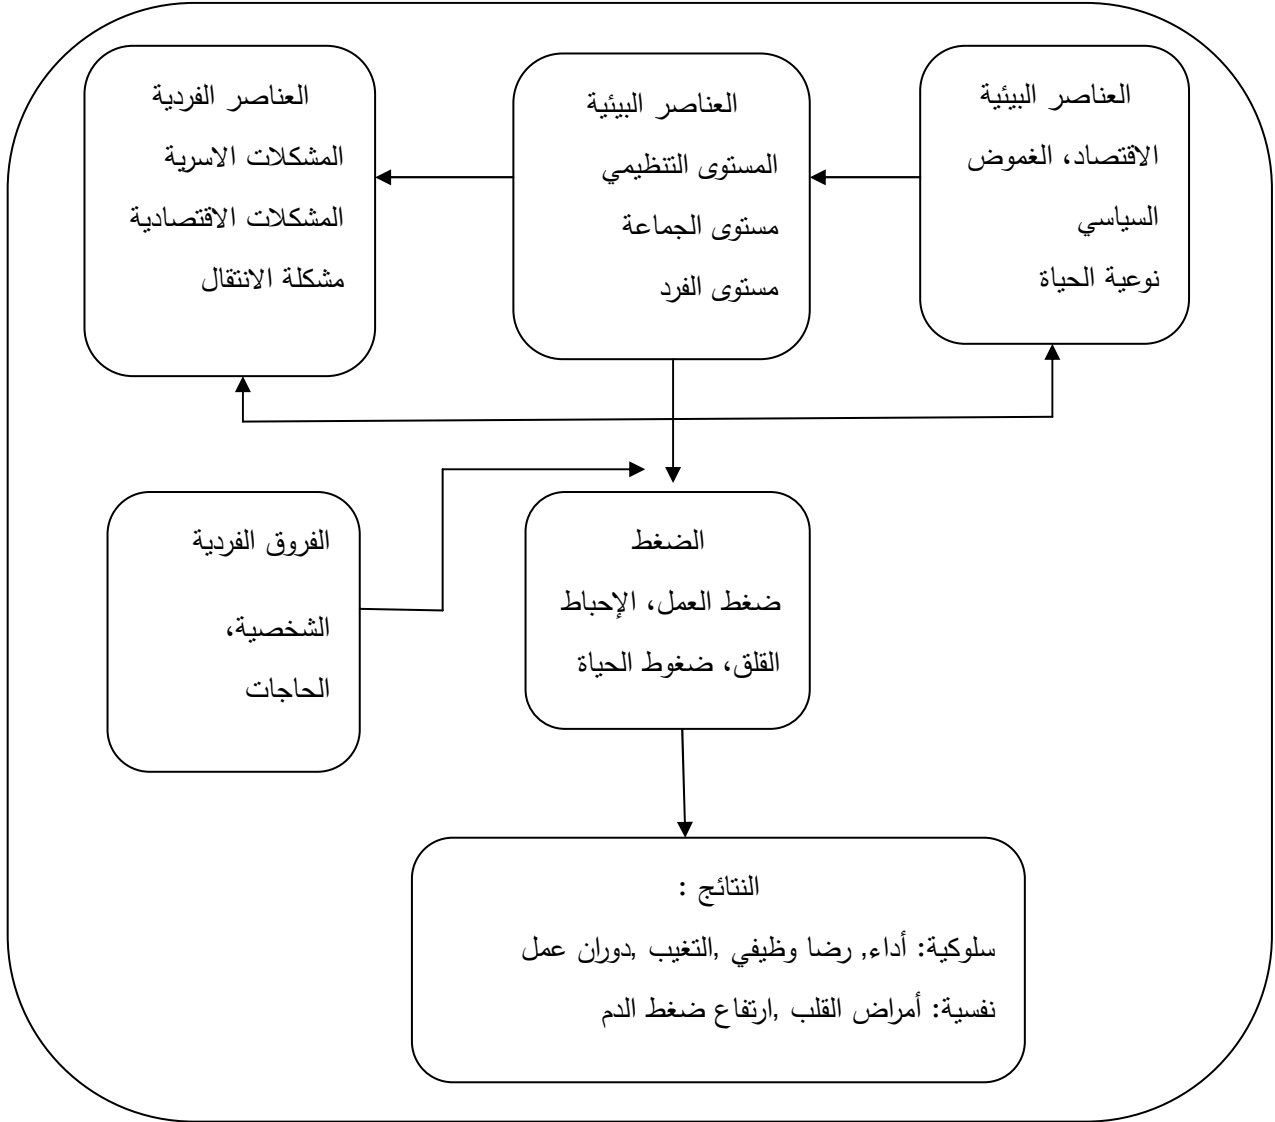 العناصر البيئية
الاقتصاد، الغموض
السياسي
نوعية الحياة
العناصر البيئية
المستوى التنظيمي
مستوى الجماعة
مستوى الفرد
العناصر الفردية
المشكلات الاسرية
المشكلات الاقتصادية
مشكلة الانتقال
الضغط
ضغط العمل، الإحباط
القلق، ضغوط الحياة
الفروق الفردية
الشخصية،
الحاجات
النتائج :
سلوكية: أداء, رضا وظيفي ,التغيب ,دوران عمل
نفسية: أمراض القلب ,ارتفاع ضغط الدم